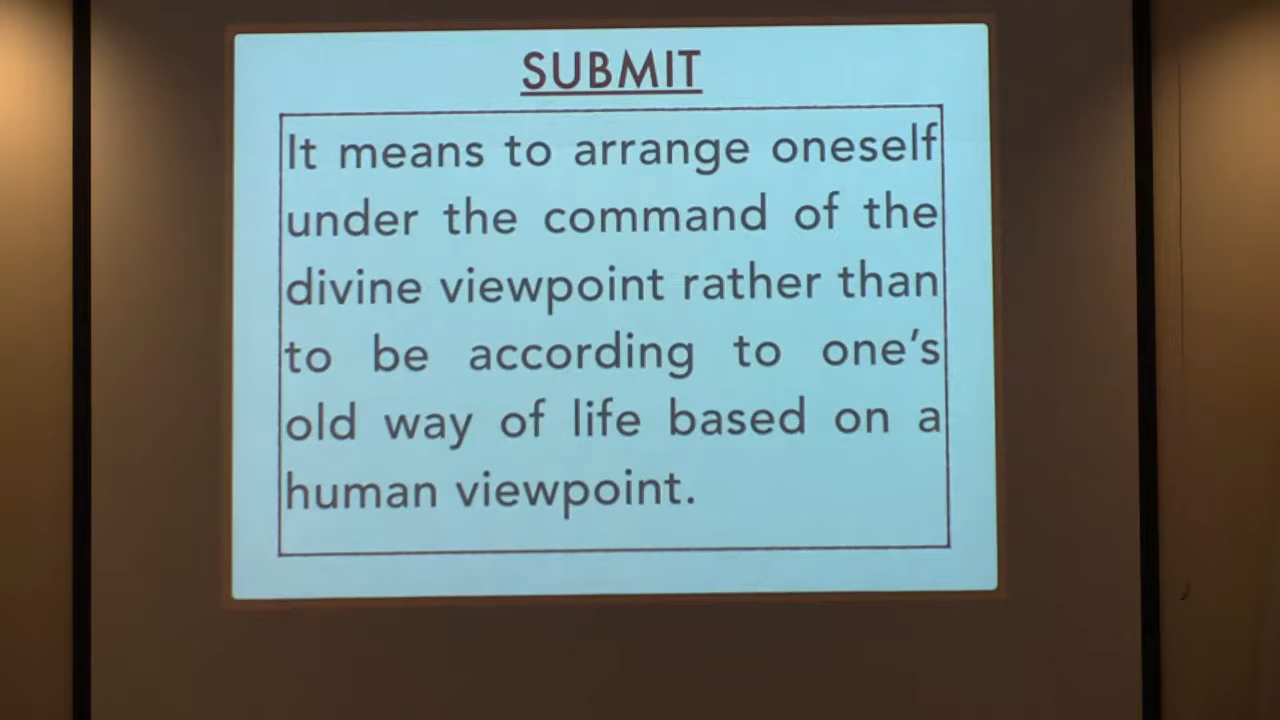 SUBMIT
It means to arrange oneself
under the command of the
divine viewpoint rather than
to be according to one's
old way of life based on a
human viewpoint.